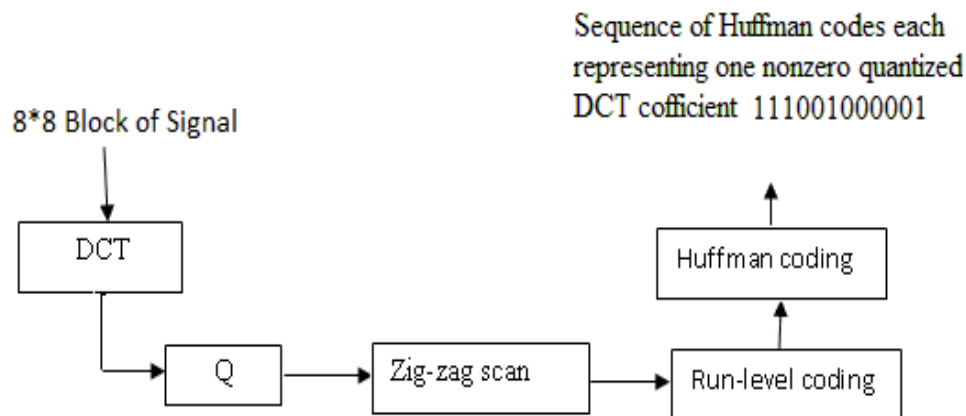 Sequence of Huffman codes each
representing one nonzero quantized
DCT cofficient 111001000001
8*8 Block of Signal
DCT
Huffman coding
Q
Zig-zag scan
Run-level coding